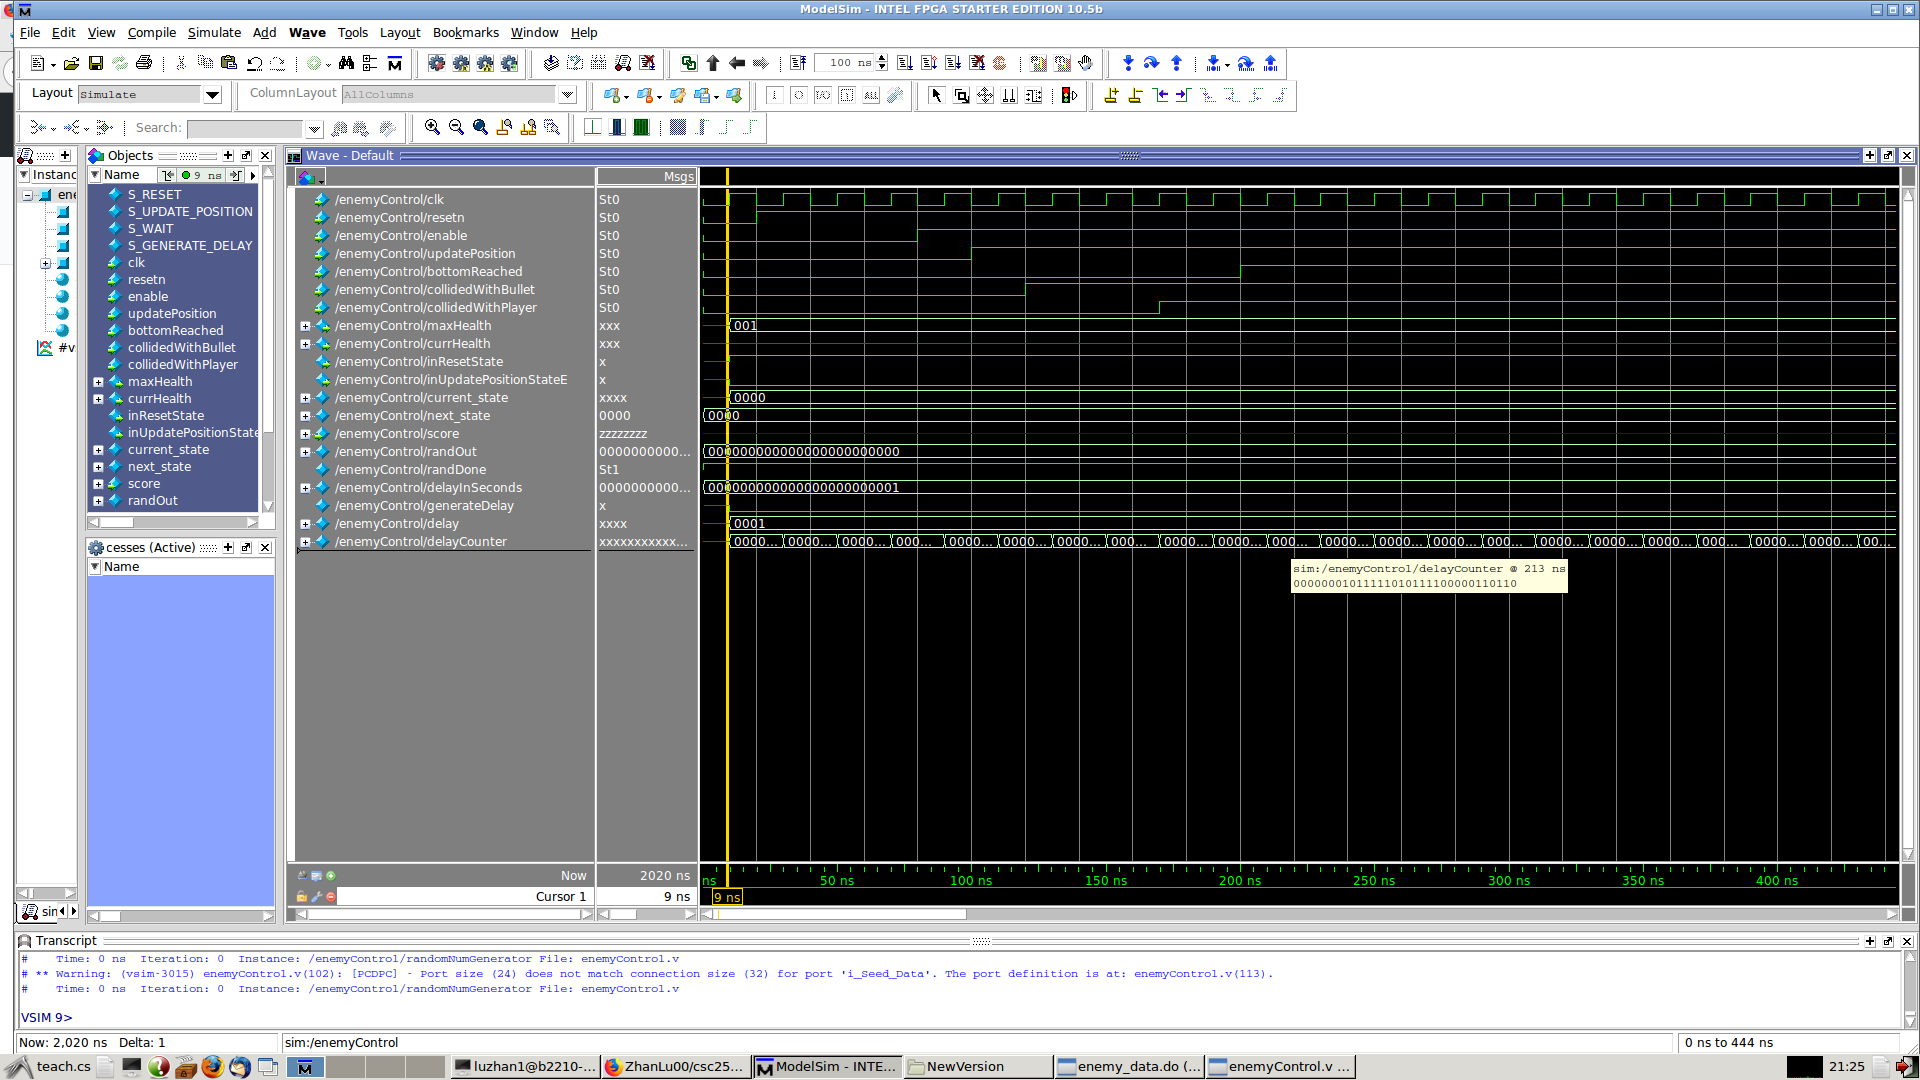 ModelSim - INTEL FPGA STARTER EDITION 10.5b
File Edit View Compile Simulate Add Wave Tools Layout Bookmarks Window Help
100 ns
Layout Simulate ColumnLayout AllColumns
Search:
Instanc
ene
#v
sim
Objects
Name 9 ns
S_RESET
S_UPDATE_POSITION
S_WAIT
S_GENERATE_DELAY
clk
resetn
enable
updatePosition
bottomReached
collidedWithBullet
collidedWithPlayer
maxHealth
currHealth
inResetState
inUpdatePositionState
current_state
next_state
score
randOut
cesses (Active)
Name
Wave - Default
Msgs
/enemyControl/clk St0
/enemyControl/resetn St0
/enemyControl/enable St0
/enemyControl/updatePosition St0
/enemyControl/bottomReached St0
/enemyControl/collidedWithBullet St0
/enemyControl/collidedWithPlayer St0
/enemyControl/maxHealth xxx 001
/enemyControl/currHealth xxx
/enemyControl/inResetState x
/enemyControl/inUpdatePositionStateE x
/enemyControl/current_state xxxx 0000
/enemyControl/next_state 0000 0000
/enemyControl/score zzzzzzzz
/enemyControl/randOut 0000000000... 000000000000000000000000
/enemyControl/randDone St1
/enemyControl/delayInSeconds 0000000000... 000000000000000000000001
/enemyControl/generateDelay x
/enemyControl/delay xxxx 0001
/enemyControl/delayCounter xxxxxxxxxxx... 0000... 0000... 0000... 000... 0000... 0000... 0000... 000... 0000... 0000... 000... 0000... 0000... 0000... 000... 0000... 0000... 0000... 000... 0000... 0000... 00...
sim:/enemyControl/delayCounter @ 213 ns
Now 2020 ns ns 50 ns 100 ns 150 ns 200 ns 250 ns 300 ns 350 ns 400 ns
Cursor 1 9 ns 9 ns
Transcript
# Time: 0 ns Iteration: 0 Instance: /enemyControl/randomNumGenerator File: enemyControl.v
# ** Warning: (vsim-3015) enemyControl.v(102): [PCDPC] - Port size (24) does not match connection size (32) for port 'i_Seed_Data'. The port definition is at: enemyControl.v(113).
# Time: 0 ns Iteration: 0 Instance: /enemyControl/randomNumGenerator File: enemyControl.v
VSIM 9>
Now: 2,020 ns Delta: 1 sim:/enemyControl 0 ns to 444 ns
teach.cs luzhan1@b2210-... ZhanLu00/csc25... ModelSim - INTE... NewVersion enemy_data.do (... enemyControl.v ... 21:25